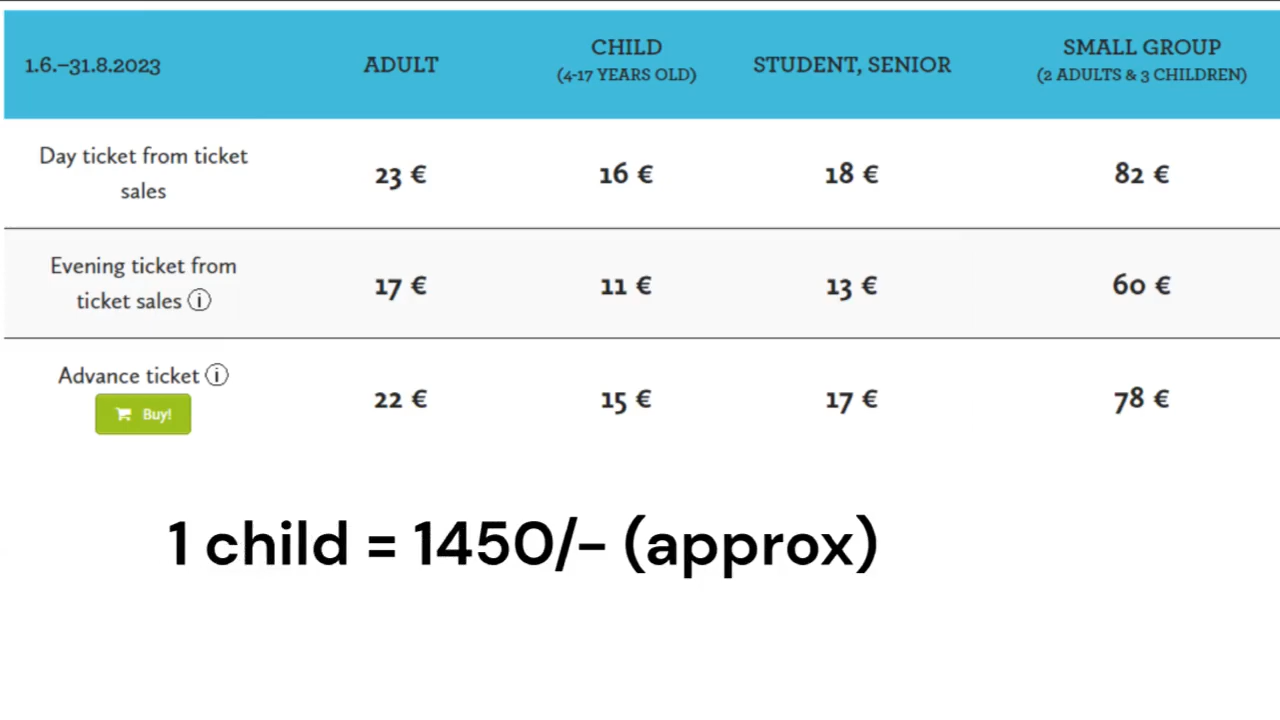 1.6.–31.8.2023 ADULT CHILD STUDENT, SENIOR SMALL GROUP
(4-17 YEARS OLD) (2 ADULTS & 3 CHILDREN)
Day ticket from ticket
sales
23 € 16 € 18 € 82 €
Evening ticket from
ticket sales ⓘ
17 € 11 € 13 € 60 €
Advance ticket ⓘ
Buy!
22 € 15 € 17 € 78 €
1 child = 1450/- (approx)